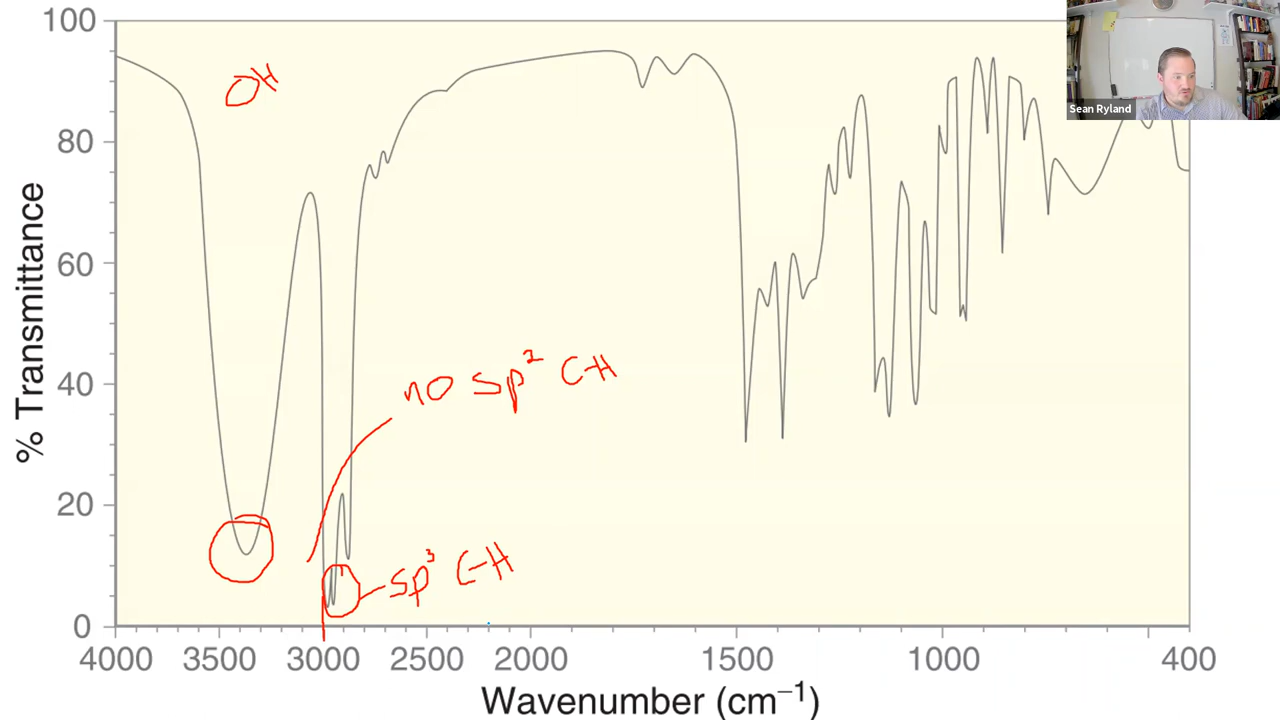 100
Sean Ryland
OH
80
60
no sp² C-H
40
20
sp³ C-H
0
% Transmittance
4000 3500 3000 2500 2000 1500 1000 400
Wavenumber (cm⁻¹)